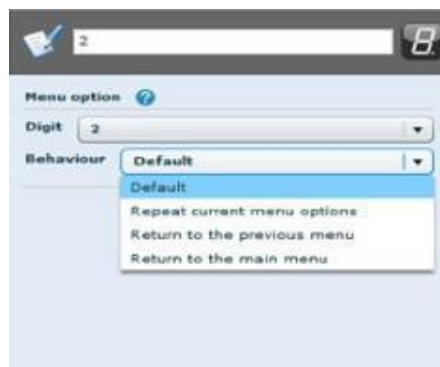 2
8.
Menu option ?
Digit 2
Behaviour Default
Default
Repeat current menu options
Return to the previous menu
Return to the main menu